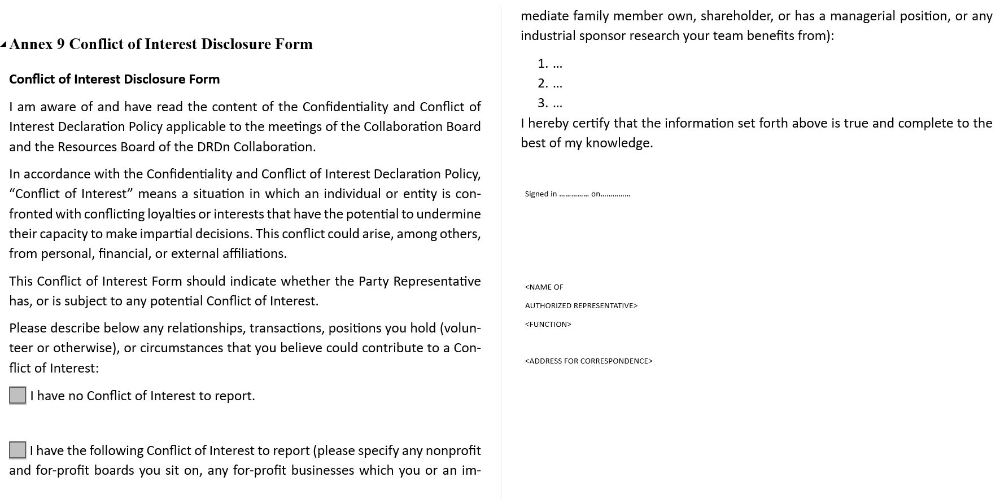 Annex 9 Conflict of Interest Disclosure Form
Conflict of Interest Disclosure Form
I am aware of and have read the content of the Confidentiality and Conflict of
Interest Declaration Policy applicable to the meetings of the Collaboration Board
and the Resources Board of the DRDn Collaboration.
In accordance with the Confidentiality and Conflict of Interest Declaration Policy,
“Conflict of Interest” means a situation in which an individual or entity is con-
fronted with conflicting loyalties or interests that have the potential to undermine
their capacity to make impartial decisions. This conflict could arise, among others,
from personal, financial, or external affiliations.
This Conflict of Interest Form should indicate whether the Party Representative
has, or is subject to any potential Conflict of Interest.
Please describe below any relationships, transactions, positions you hold (volun-
teer or otherwise), or circumstances that you believe could contribute to a Con-
flict of Interest:
I have no Conflict of Interest to report.
I have the following Conflict of Interest to report (please specify any nonprofit
and for-profit boards you sit on, any for-profit businesses which you or an im-
mediate family member own, shareholder, or has a managerial position, or any
industrial sponsor research your team benefits from):
1. ...
2. ...
3. ...
I hereby certify that the information set forth above is true and complete to the
best of my knowledge.
Signed in .............. on..............
<NAME OF
AUTHORIZED REPRESENTATIVE>
<FUNCTION>
<ADDRESS FOR CORRESPONDENCE>